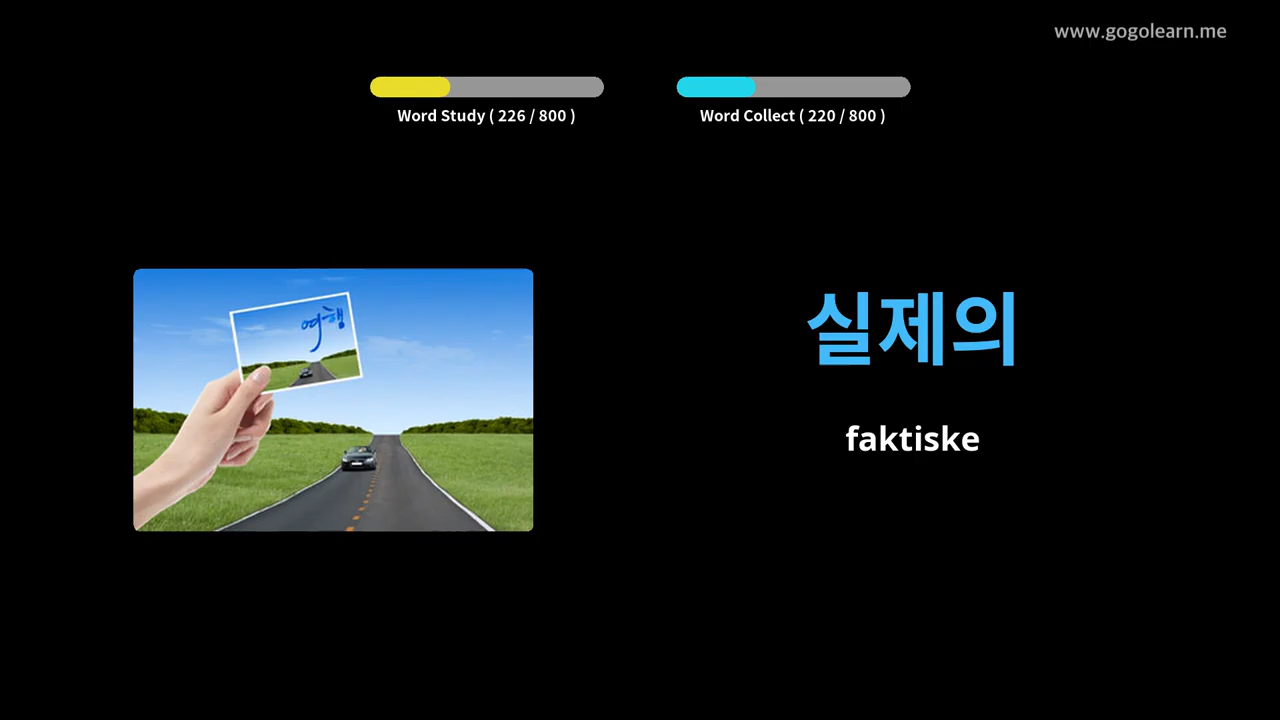 www.gogolearn.me
Word Study ( 226 / 800 )
Word Collect ( 220 / 800 )
여행
실제의
faktiske